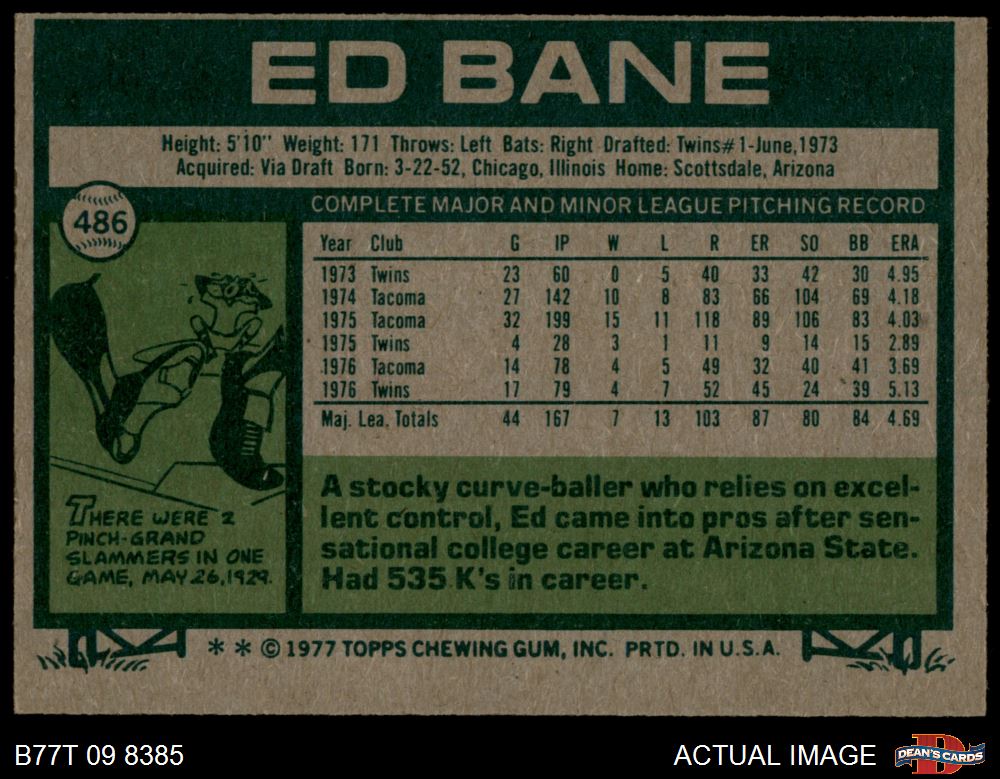 ED BANE
Height: 5'10" Weight: 171 Throws: Left Bats: Right Drafted: Twins#1-June,1973
Acquired: Via Draft Born: 3-22-52, Chicago, Illinois Home: Scottsdale, Arizona
486
COMPLETE MAJOR AND MINOR LEAGUE PITCHING RECORD
Year Club G IP W L R ER SO BB ERA
1973 Twins 23 60 0 5 40 33 42 30 4.95
1974 Tacoma 27 142 10 8 83 66 104 69 4.18
1975 Tacoma 32 199 15 11 118 89 106 83 4.03
1975 Twins 4 28 3 1 11 9 14 15 2.89
1976 Tacoma 14 78 4 5 49 32 40 41 3.69
1976 Twins 17 79 4 7 52 45 24 39 5.13
Maj. Lea. Totals 44 167 7 13 103 87 80 84 4.69
THERE WERE 2
PINCH-GRAND
SLAMMERS IN ONE
GAME, MAY 26,1929.
A stocky curve-baller who relies on excel-
lent control, Ed came into pros after sen-
sational college career at Arizona State.
Had 535 K's in career.
** © 1977 TOPPS CHEWING GUM, INC. PRTD. IN U.S.A.
B77T 09 8385
ACTUAL IMAGE
DEAN'S CARDS